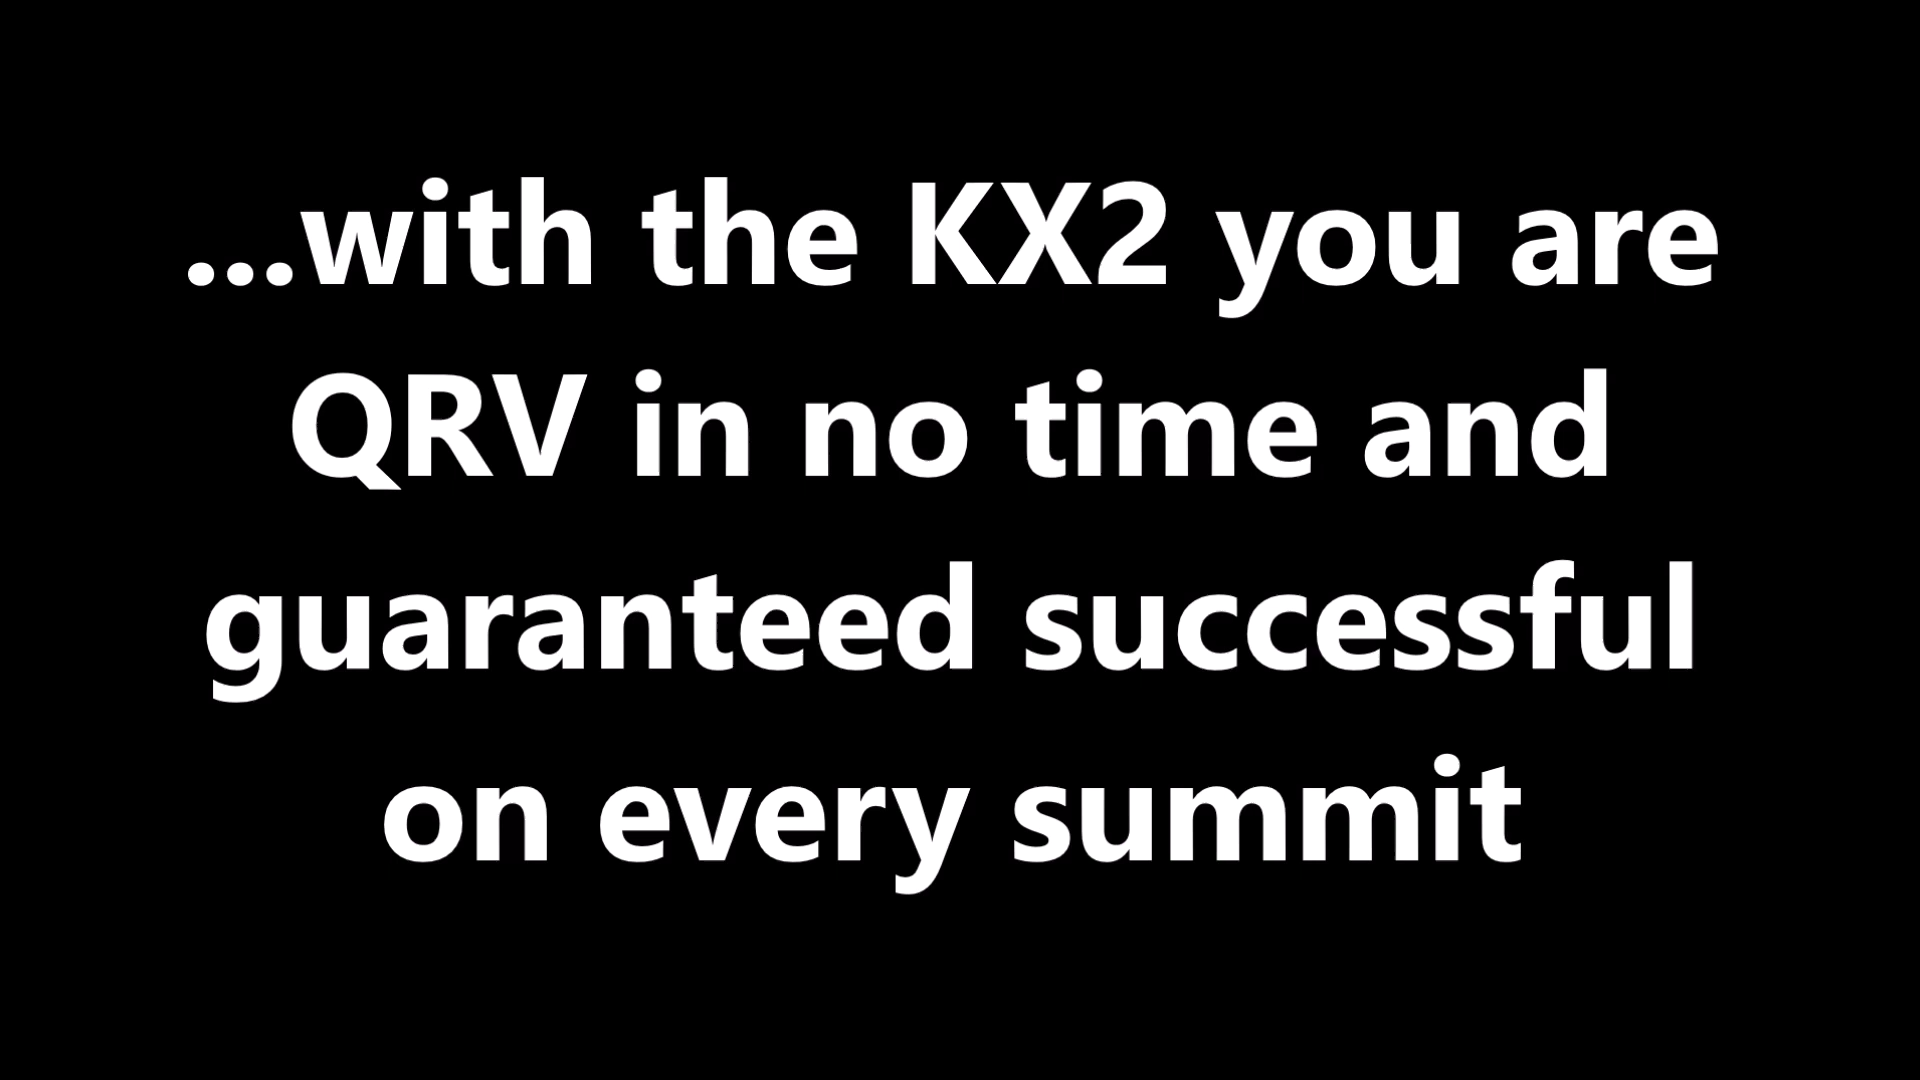 ...with the KX2 you are
QRV in no time and
guaranteed successful
on every summit